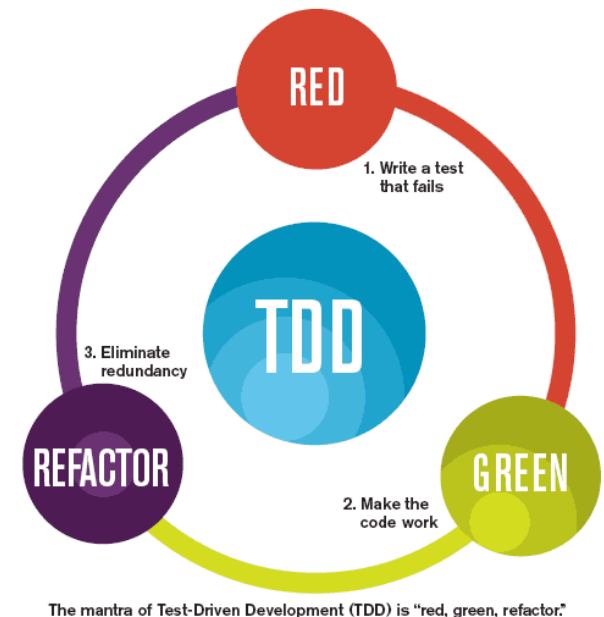 RED
1. Write a test
that fails
TDD
3. Eliminate
redundancy
REFACTOR
GREEN
2. Make the
code work
The mantra of Test-Driven Development (TDD) is “red, green, refactor.”